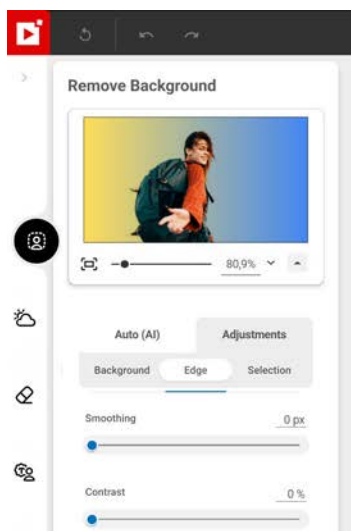 Remove Background
80,9%
Auto (AI) Adjustments
Background Edge Selection
Smoothing 0 px
Contrast 0 %